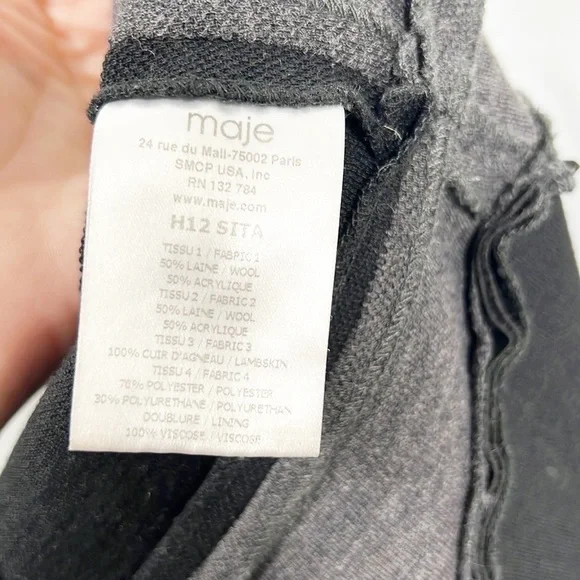 maje
24 rue du Mail-75002 Paris
SMCP USA, Inc
RN 132 784
www.maje.com
H12 SITA
TISSU 1 / FABRIC 1
50% LAINE / WOOL
50% ACRYLIQUE
TISSU 2 / FABRIC 2
50% LAINE / WOOL
50% ACRYLIQUE
TISSU 3 / FABRIC 3
100% CUIR D'AGNEAU / LAMBSKIN
TISSU 4 / FABRIC 4
70% POLYESTER / POLYESTER
30% POLYURETHANE / POLYURETHAN
DOUBLURE / LINING
100% VISCOSE / VISCOSE